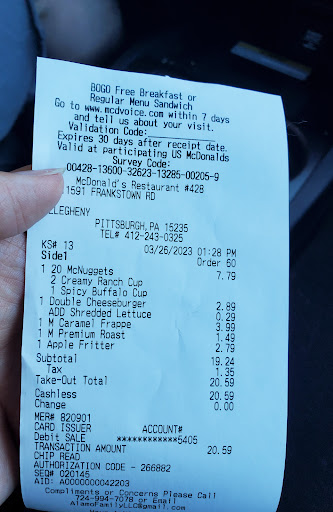 BOGO Free Breakfast or
Regular Menu Sandwich
Go to www.mcdvoice.com within 7 days
and tell us about your visit.
Validation Code:
Expires 30 days after receipt date.
Valid at participating US McDonalds
Survey Code:
00428-13600-32623-13285-00205-9
McDonald's Restaurant #428
1591 FRANKSTOWN RD
LLEGHENY
PITTSBURGH,PA 15235
TEL# 412-243-0325
KS# 13 03/26/2023 01:28 PM
Side1 Order 60
1 20 McNuggets 7.79
2 Creamy Ranch Cup
1 Spicy Buffalo Cup
1 Double Cheeseburger 2.89
ADD Shredded Lettuce 0.29
1 M Caramel Frappe 3.99
1 M Premium Roast 1.49
1 Apple Fritter 2.79
Subtotal 19.24
Tax 1.35
Take-Out Total 20.59
Cashless 20.59
Change 0.00
MER# 820901
CARD ISSUER ACCOUNT#
Debit SALE ************5405
TRANSACTION AMOUNT 20.59
CHIP READ
AUTHORIZATION CODE - 266882
SEQ# 020145
AID: A0000000042203
Compliments or Concerns Please Call
724-994-7078 or Email
AlamoFamilyLLC@gmail.com